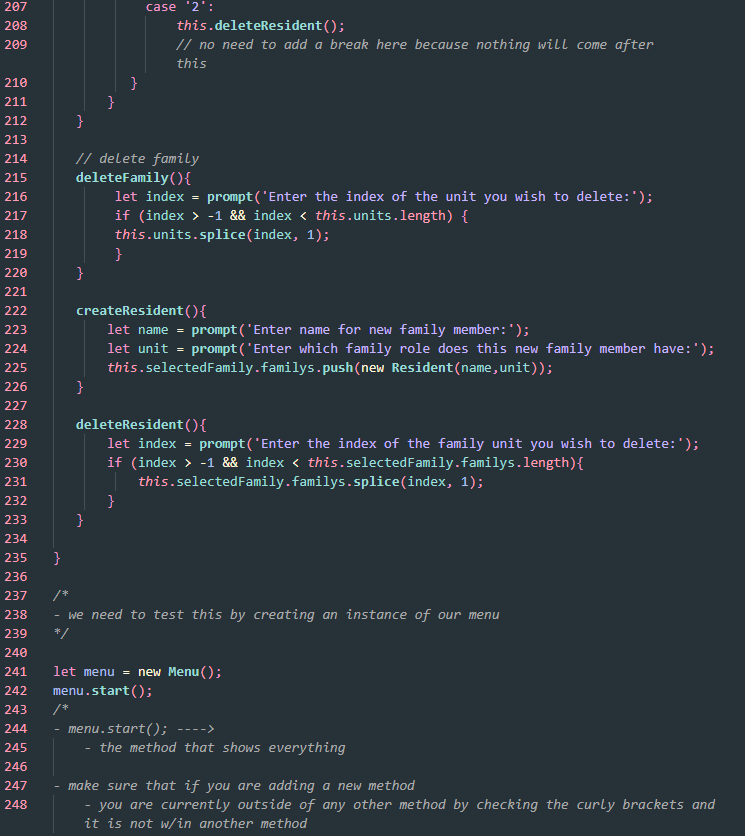 207 case '2':
208 this.deleteResident();
209 // no need to add a break here because nothing will come after
this
210 }
211 }
212 }
213
214 // delete family
215 deleteFamily(){
216 let index = prompt('Enter the index of the unit you wish to delete:');
217 if (index > -1 && index < this.units.length) {
218 this.units.splice(index, 1);
219 }
220 }
221
222 createResident(){
223 let name = prompt('Enter name for new family member:');
224 let unit = prompt('Enter which family role does this new family member have:');
225 this.selectedFamily.familys.push(new Resident(name,unit));
226 }
227
228 deleteResident(){
229 let index = prompt('Enter the index of the family unit you wish to delete:');
230 if (index > -1 && index < this.selectedFamily.familys.length){
231 this.selectedFamily.familys.splice(index, 1);
232 }
233 }
234
235 }
236
237 /*
238 - we need to test this by creating an instance of our menu
239 */
240
241 let menu = new Menu();
242 menu.start();
243 /*
244 - menu.start(); ---->
245 - the method that shows everything
246
247 - make sure that if you are adding a new method
248 - you are currently outside of any other method by checking the curly brackets and
it is not w/in another method